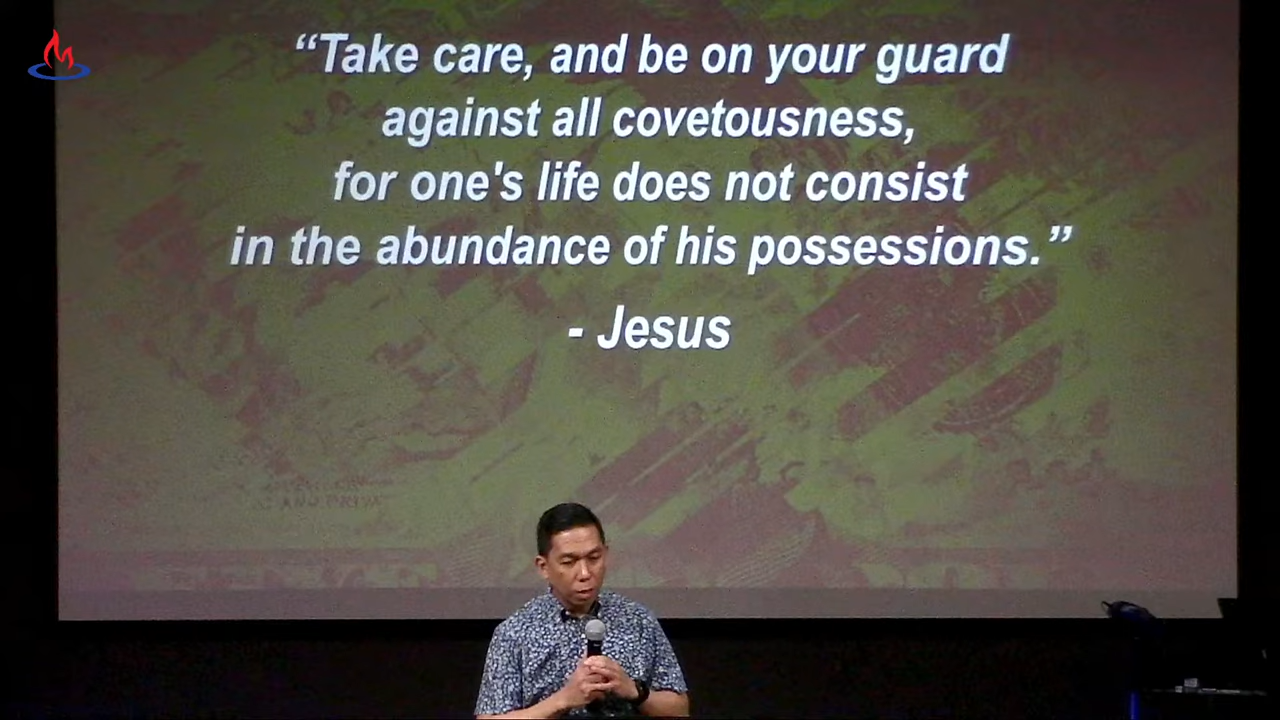 “Take care, and be on your guard
against all covetousness,
for one's life does not consist
in the abundance of his possessions.”
- Jesus